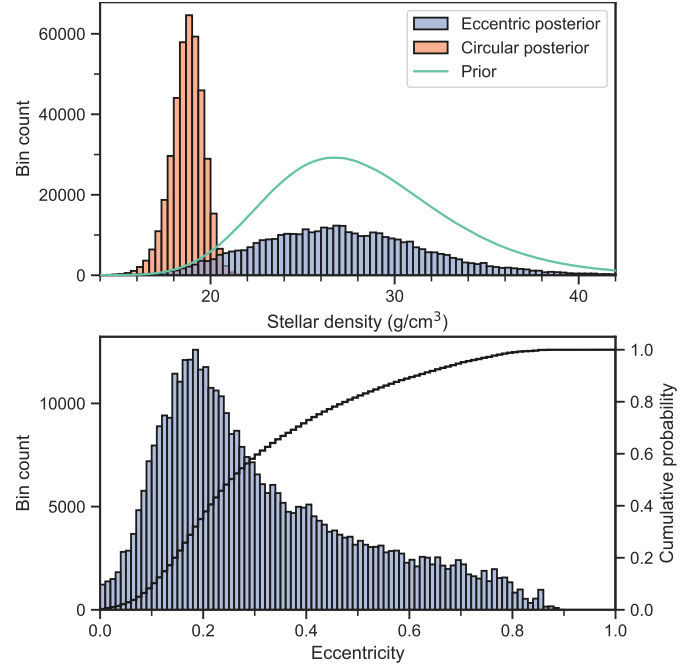 60000
40000
20000
0
Bin count
Eccentric posterior
Circular posterior
Prior
20
30
40
Stellar density (g/cm³)
10000
5000
0
Bin count
1.0
0.8
0.6
0.4
0.2
0.0
Cumulative probability
0.0
0.2
0.4
0.6
0.8
1.0
Eccentricity